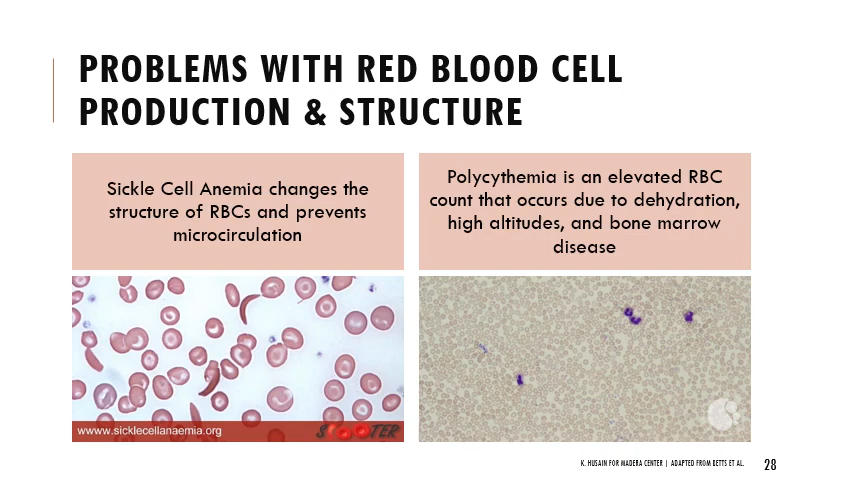 PROBLEMS WITH RED BLOOD CELL
PRODUCTION & STRUCTURE
Sickle Cell Anemia changes the
structure of RBCs and prevents
microcirculation
Polycythemia is an elevated RBC
count that occurs due to dehydration,
high altitudes, and bone marrow
disease
www.sicklecellanaemia.org
SCOOTER
K. HUSAIN FOR MADERA CENTER | ADAPTED FROM BETTS ET AL.
28